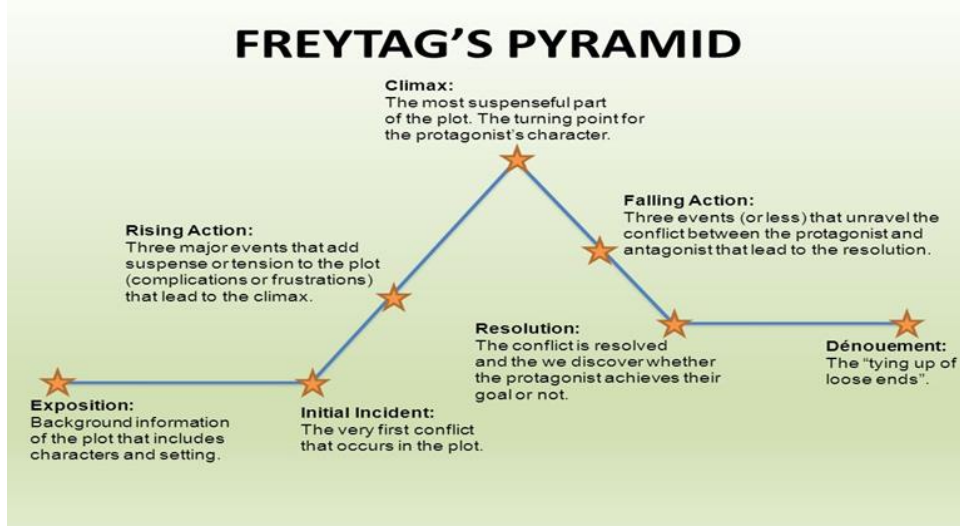 FREYTAG'S PYRAMID
Climax:
The most suspenseful part
of the plot. The turning point for
the protagonist's character.
Rising Action:
Three major events that add
suspense or tension to the plot
(complications or frustrations)
that lead to the climax.
Falling Action:
Three events (or less) that unravel the
conflict between the protagonist and
antagonist that lead to the resolution.
Resolution:
The conflict is resolved
and the we discover whether
the protagonist achieves their
goal or not.
Dénouement:
The “tying up of
loose ends”.
Exposition:
Background information
of the plot that includes
characters and setting.
Initial Incident:
The very first conflict
that occurs in the plot.